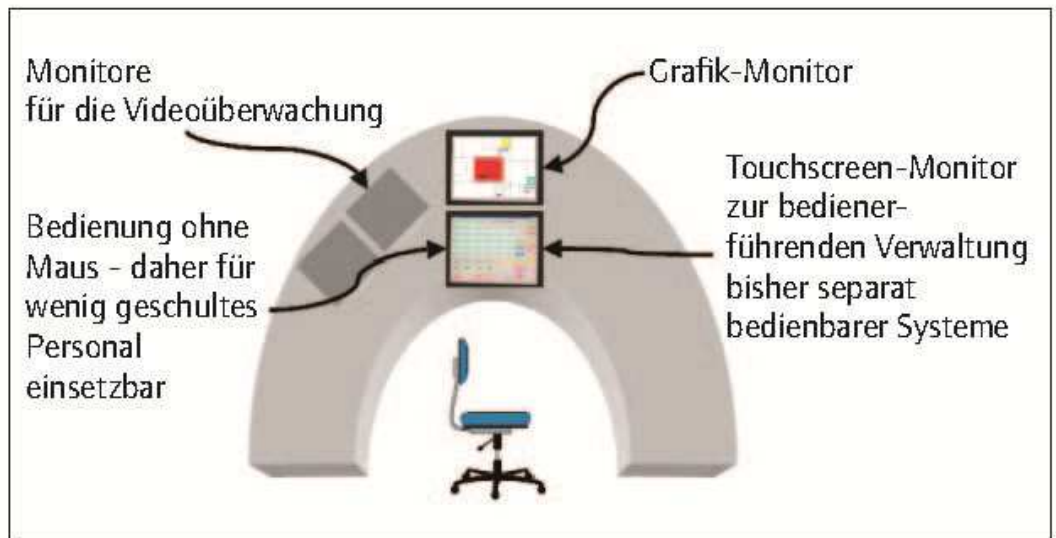 Monitore
für die Videoüberwachung
Grafik-Monitor
Bedienung ohne
Maus - daher für
wenig geschultes
Personal
einsetzbar
Touchscreen-Monitor
zur bediener-
führenden Verwaltung
bisher separat
bedienbarer Systeme